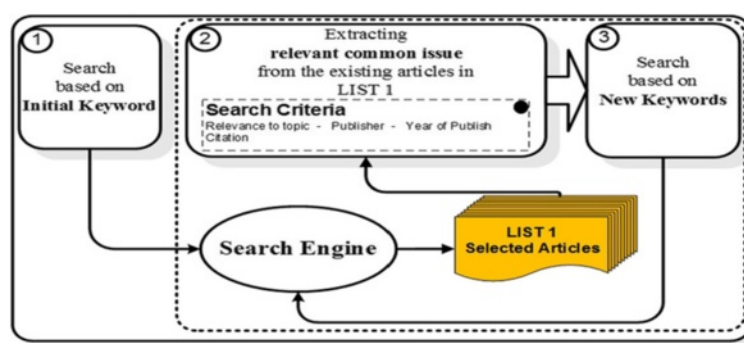 1
Search
based on
Initial Keyword
2
Extracting
relevant common issue
from the existing articles in
LIST 1
Search Criteria
Relevance to topic - Publisher - Year of Publish
Citation
3
Search
based on
New Keywords
Search Engine
LIST 1
Selected Articles